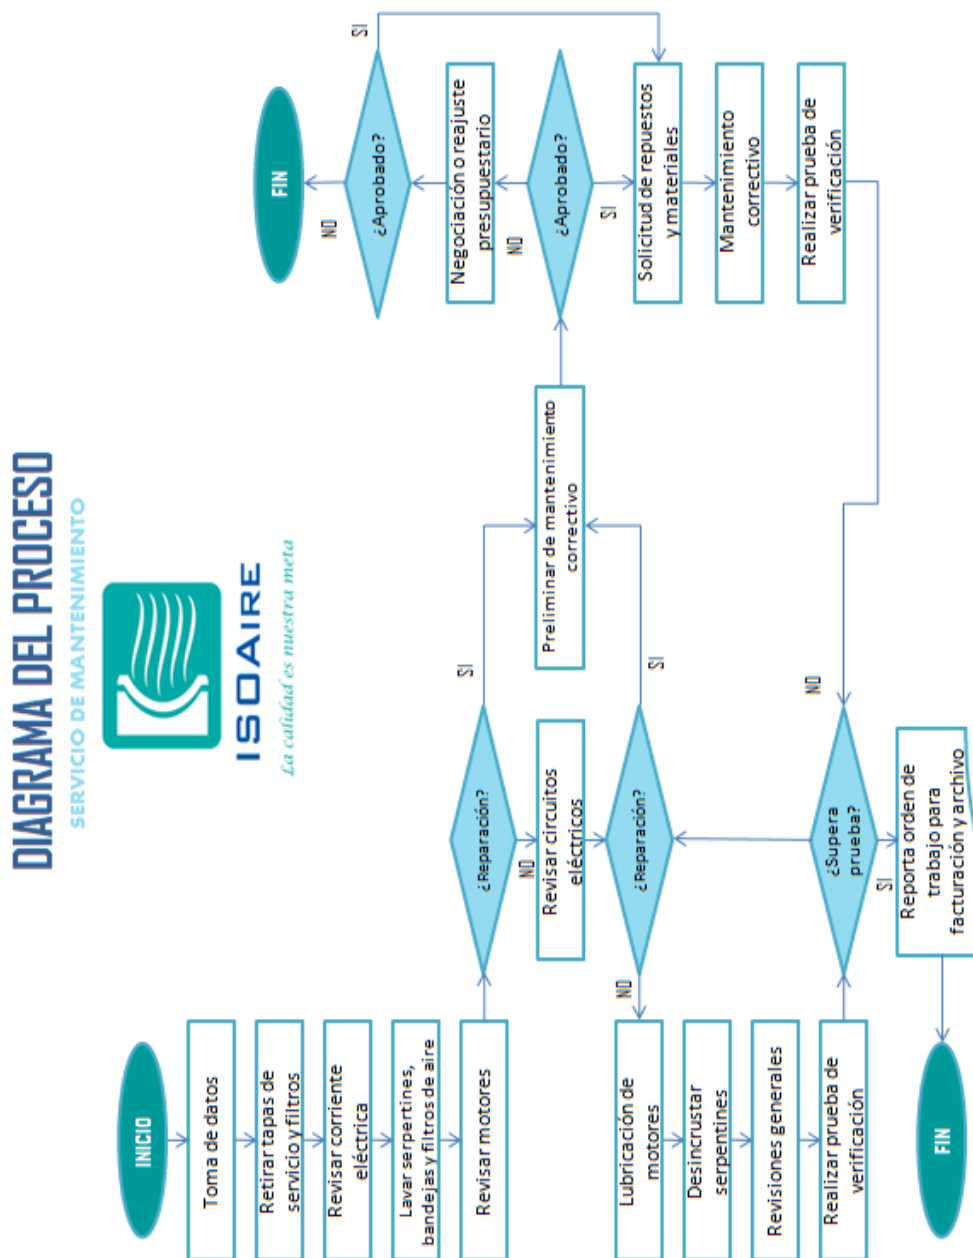 DIAGRAMA DEL PROCESO
SERVICIO DE MANTENIMIENTO
ISOAIRE
La calidad es nuestra meta
INICIO
Toma de datos
Retirar tapas de
servicio y filtros
Revisar corriente
eléctrica
Lavar serpertines,
bandejas y filtros de aire
Revisar motores
¿Reparación?
SI
NO
Revisar circuitos
eléctricos
¿Reparación?
SI
NO
Preliminar de mantenimiento
correctivo
¿Aprobado?
NO
SI
Negociación o reajuste
presupuestario
¿Aprobado?
SI
NO
FIN
Solicitud de repuestos
y materiales
Mantenimiento
correctivo
Realizar prueba de
verificación
Lubricación de
motores
Desincrustar
serpentines
Revisiones generales
Realizar prueba de
verificación
¿Supera
prueba?
NO
SI
Reporta orden de
trabajo para
facturación y archivo
FIN